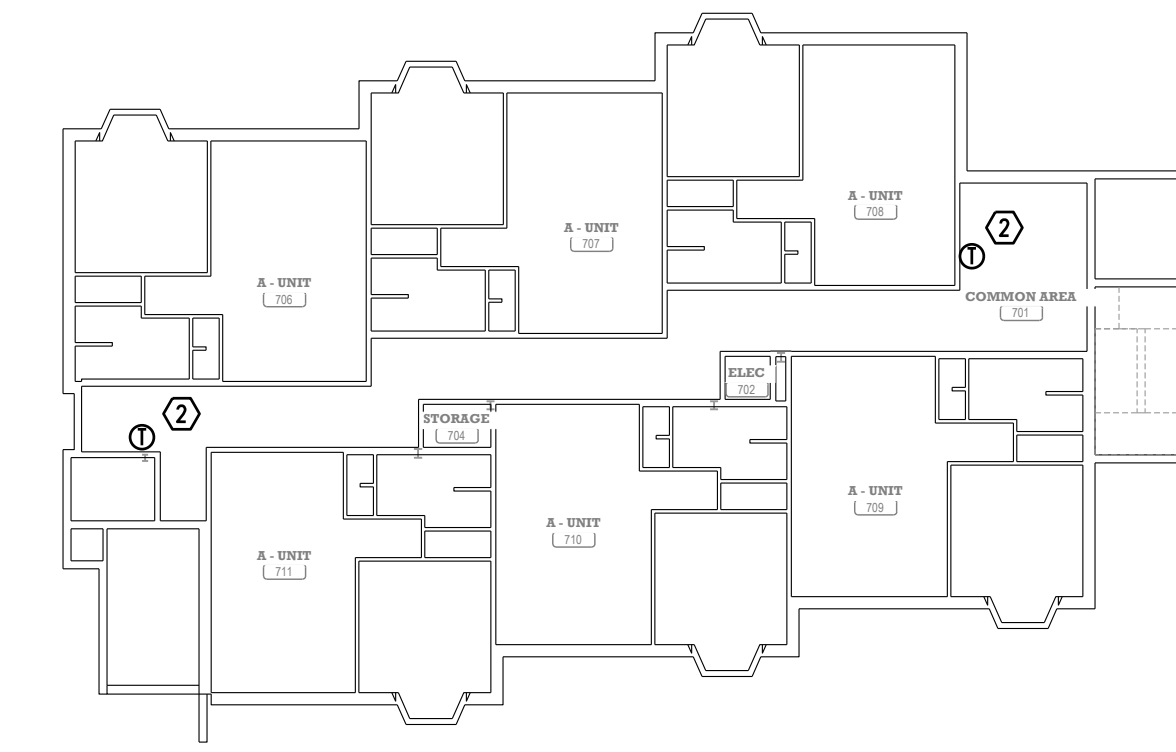 A - UNIT
708
2
T
A - UNIT
707
A - UNIT
706
COMMON AREA
701
ELEC
702
2
T
STORAGE
704
A - UNIT
709
A - UNIT
710
A - UNIT
711